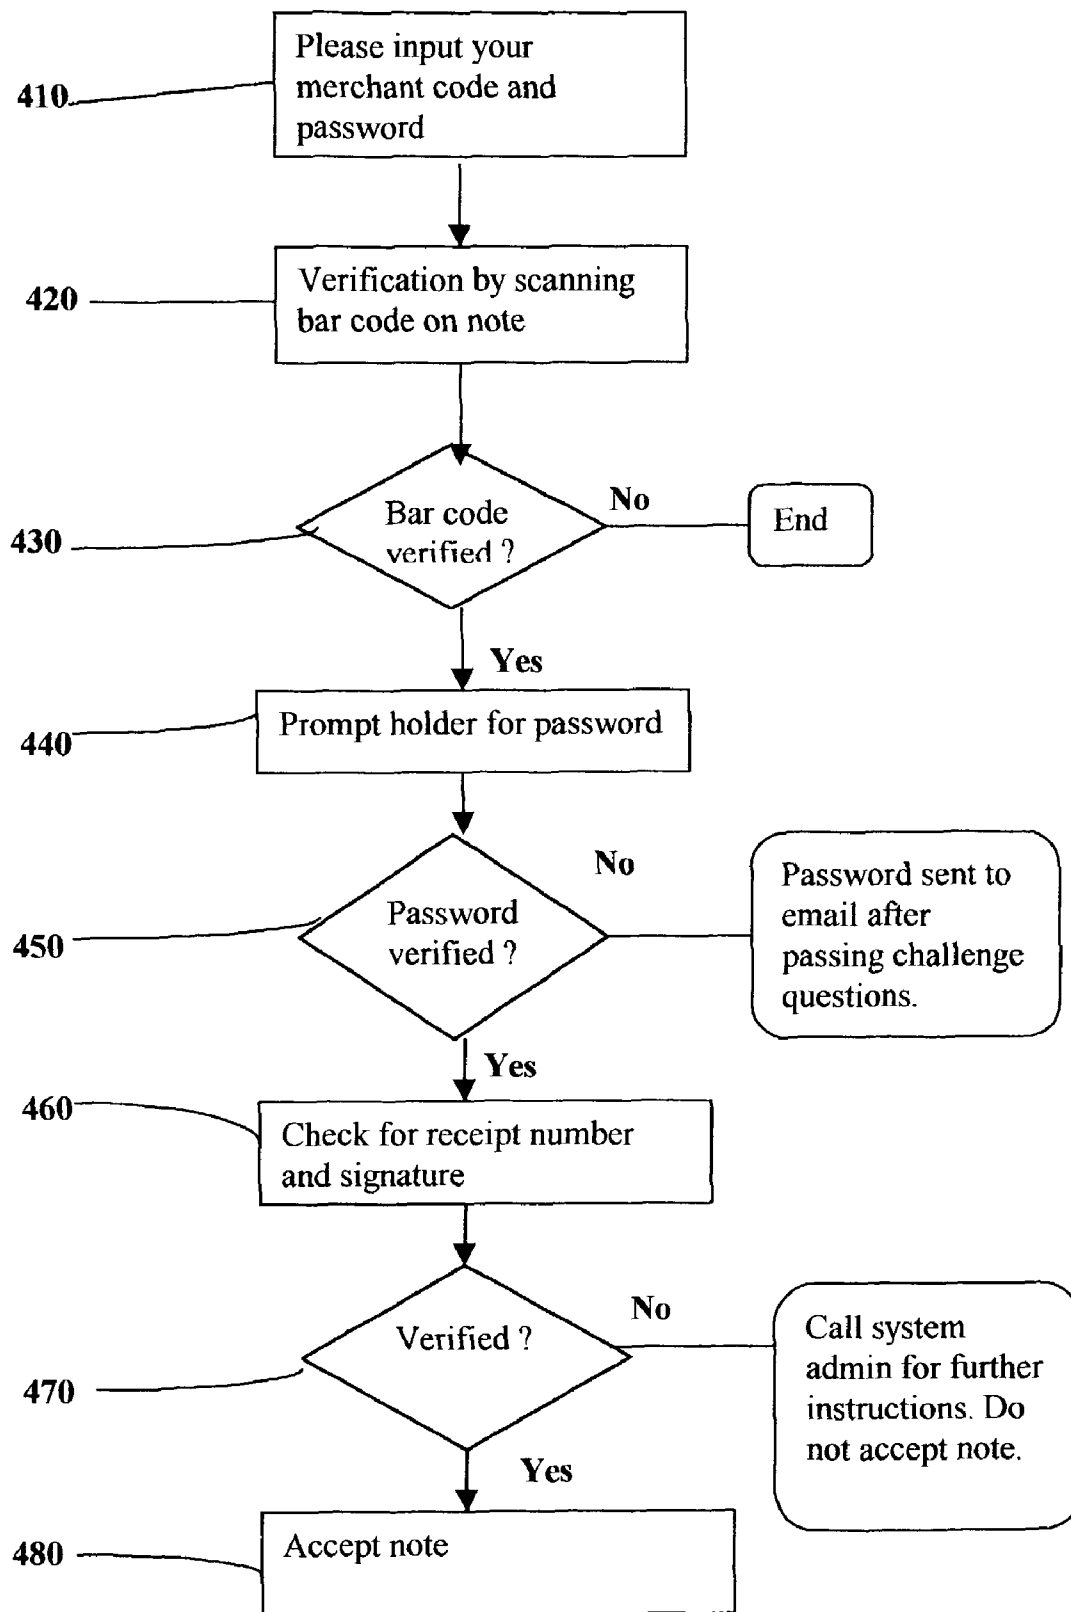 Please input your
merchant code and
password
410
Verification by scanning
bar code on note
420
Bar code
verified ?
No
End
430
Yes
Prompt holder for password
440
No
Password
verified ?
Password sent to
email after
passing challenge
questions.
450
Yes
460
Check for receipt number
and signature
No
Verified ?
Call system
admin for further
instructions. Do
not accept note.
470
Yes
Accept note
480